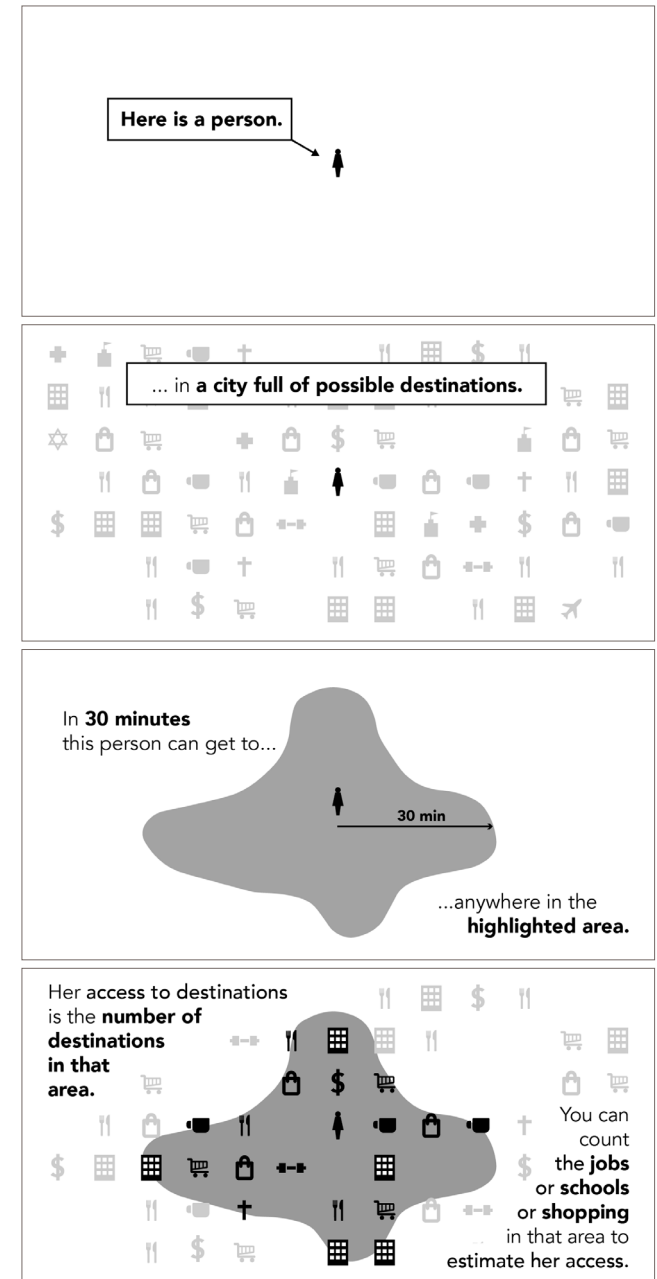 Here is a person.
... in a city full of possible destinations.
In 30 minutes
this person can get to...
30 min
...anywhere in the
highlighted area.
Her access to destinations
is the number of
destinations
in that
area.
You can
count
the jobs
or schools
or shopping
in that area to
estimate her access.